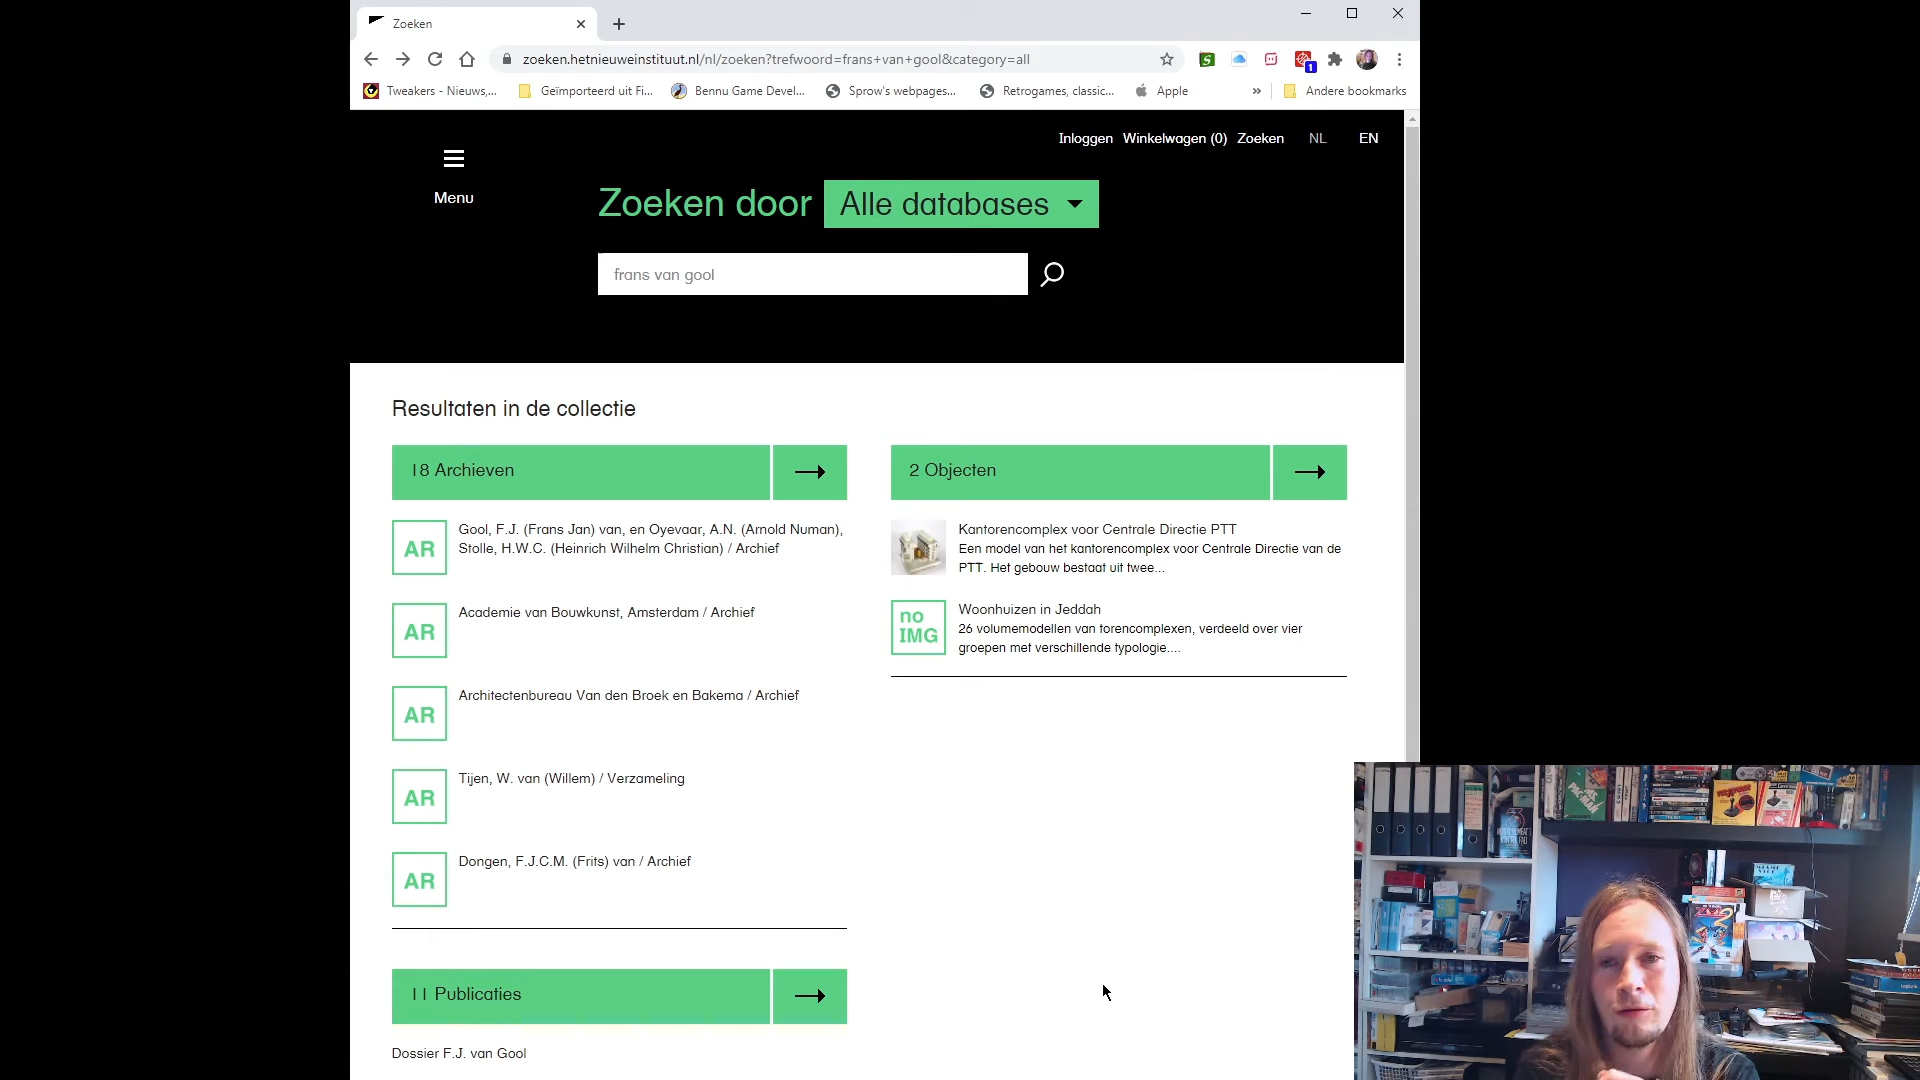 Zoeken
zoeken.hetnieuweinstituut.nl/nl/zoeken?trefwoord=frans+van+gool&category=all
1
Tweakers - Nieuws,...
Geïmporteerd uit Fi...
Bennu Game Devel...
Sprow's webpages...
Retrogames, classic...
Apple
»
Andere bookmarks
Inloggen Winkelwagen (0) Zoeken NL EN
Menu
Zoeken door Alle databases
frans van gool
Resultaten in de collectie
18 Archieven
AR
Gool, F.J. (Frans Jan) van, en Oyevaar, A.N. (Arnold Numan),
Stolle, H.W.C. (Heinrich Wilhelm Christian) / Archief
AR
Academie van Bouwkunst, Amsterdam / Archief
AR
Architectenbureau Van den Broek en Bakema / Archief
AR
Tijen, W. van (Willem) / Verzameling
AR
Dongen, F.J.C.M. (Frits) van / Archief
2 Objecten
Kantorencomplex voor Centrale Directie PTT
Een model van het kantorencomplex voor Centrale Directie van de
PTT. Het gebouw bestaat uit twee...
no
IMG
Woonhuizen in Jeddah
26 volumemodellen van torencomplexen, verdeeld over vier
groepen met verschillende typologie....
11 Publicaties
Dossier F.J. van Gool